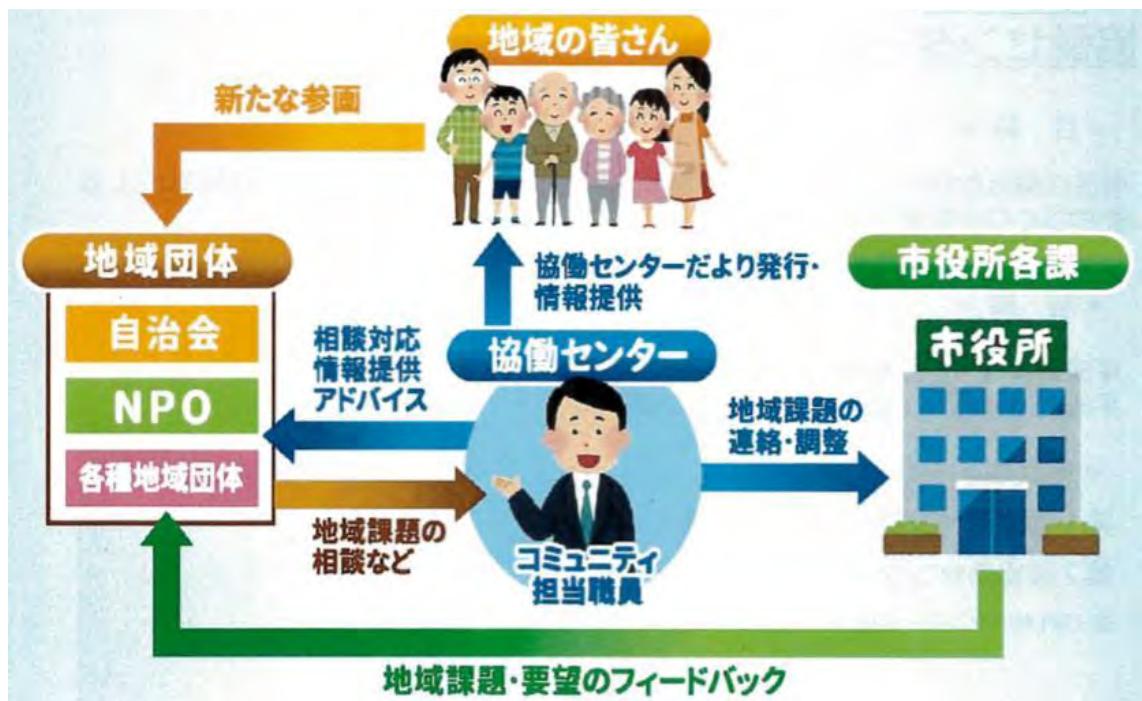 地域の皆さん
新たな参画
地域団体
自治会
NPO
各種地域団体
協働センターだより発行・
情報提供
市役所各課
市役所
相談対応
情報提供
アドバイス
協働センター
地域課題の
連絡・調整
地域課題の
相談など
コミュニティ
担当職員
地域課題・要望のフィードバック